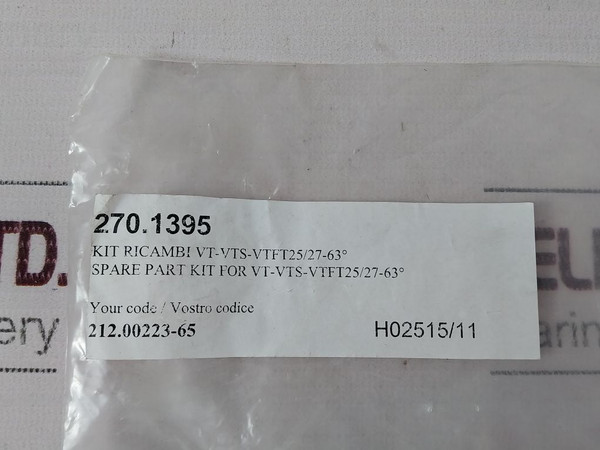 270.1395
KIT RICAMBI VT-VTS-VTFT25/27-63°
SPARE PART KIT FOR VT-VTS-VTFT25/27-63°
Your code / Vostro codice
212.00223-65
H02515/11
TD.
ery
EL
arin